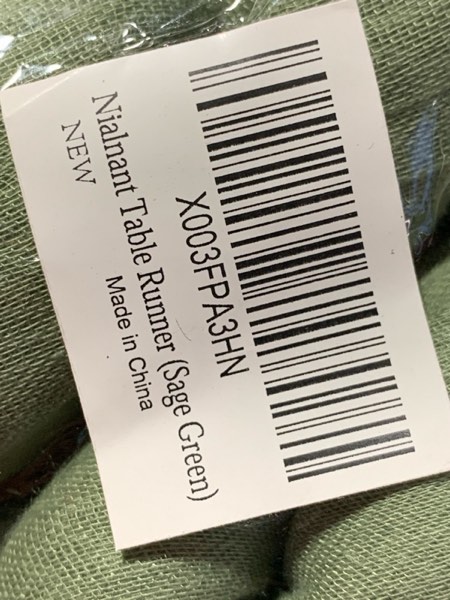 X003FPA3HN
Nialnant Table Runner (Sage Green)
NEW
Made in China